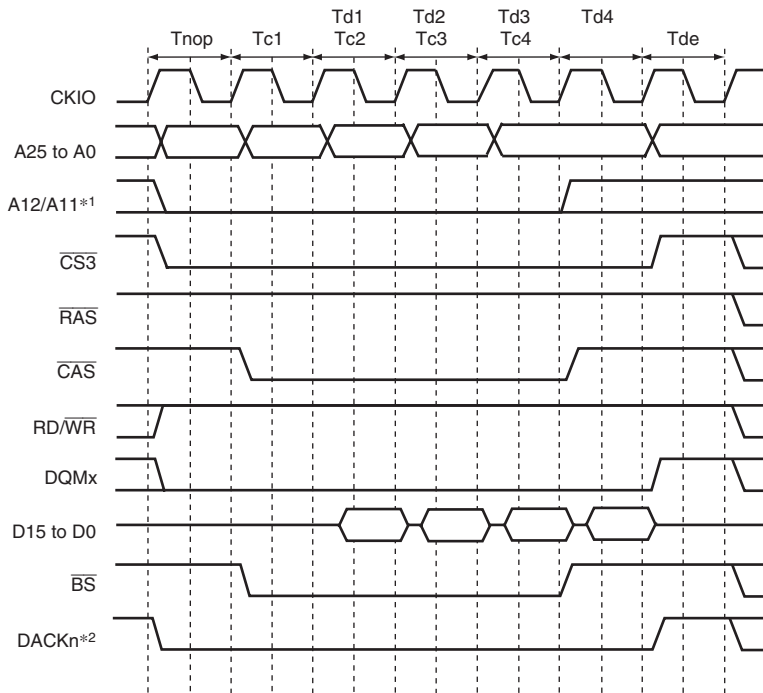 Td1 Td2 Td3 Td4
Tnop Tc1 Tc2 Tc3 Tc4 Tde
CKIO
A25 to A0
A12/A11*1
CS3
RAS
CAS
RD/WR
DQMx
D15 to D0
BS
DACKn*2